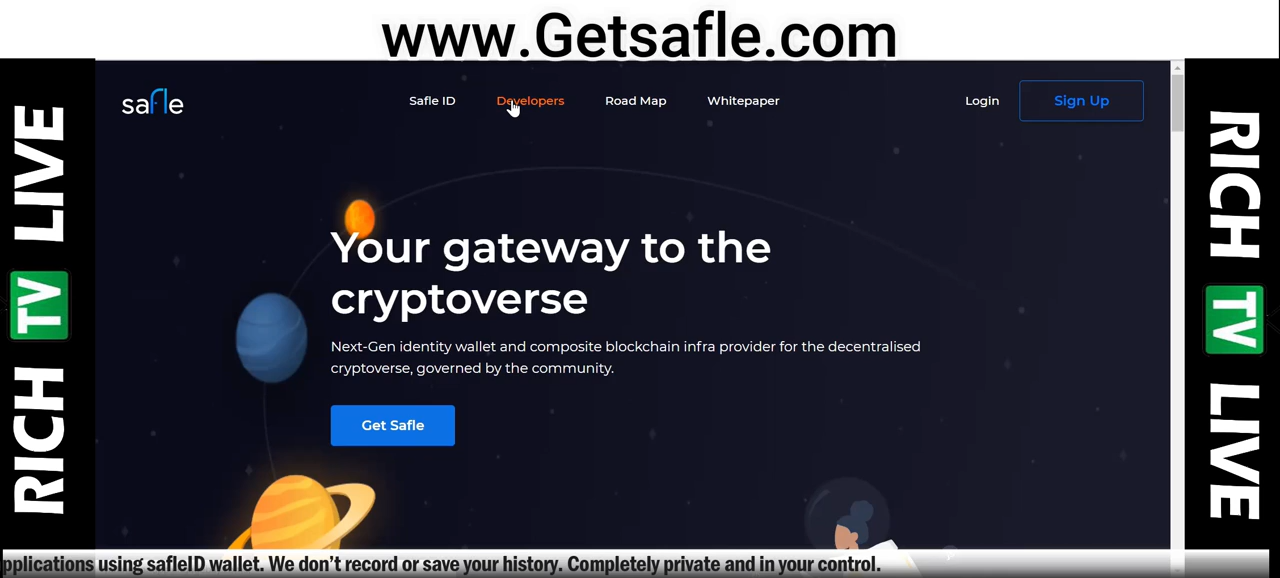 www.Getsafle.com
RICH TV LIVE
safle
Safle ID
Developers
Road Map
Whitepaper
Login
Sign Up
Your gateway to the
cryptoverse
Next-Gen identity wallet and composite blockchain infra provider for the decentralised
cryptoverse, governed by the community.
Get Safle
RICH TV LIVE
pplications using safleID wallet. We don’t record or save your history. Completely private and in your control.